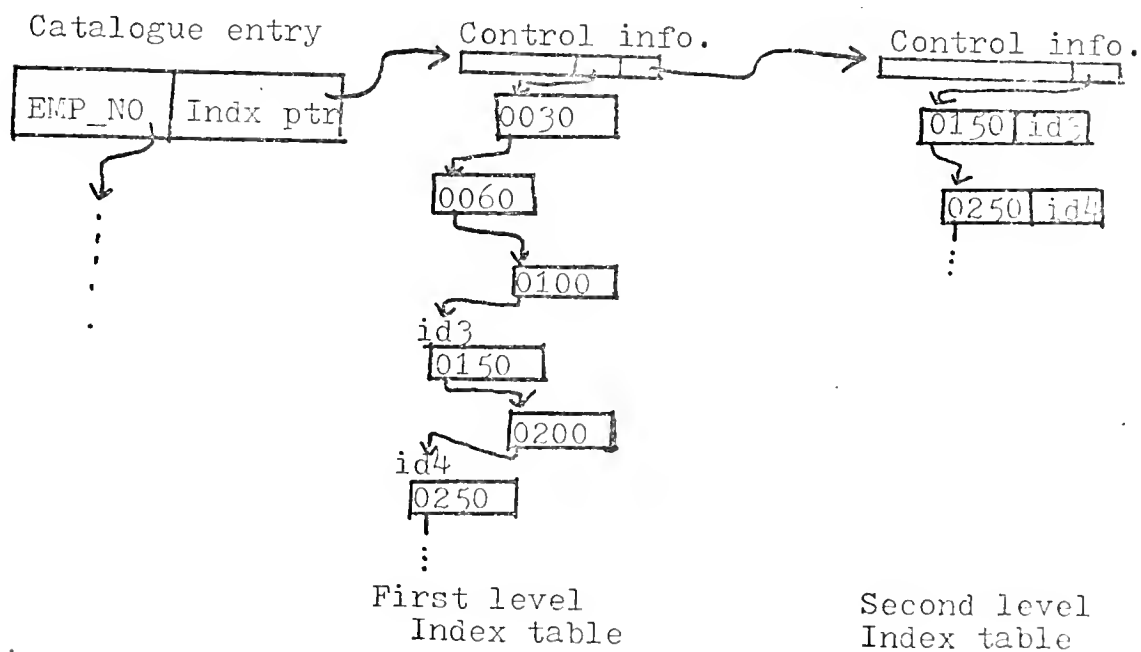 Catalogue entry
EMP_NO Indx ptr
Control info.
0030
0060
0100
id3
0150
0200
id4
0250
First level
Index table
Control info.
0150 id3
0250 id4
Second level
Index table